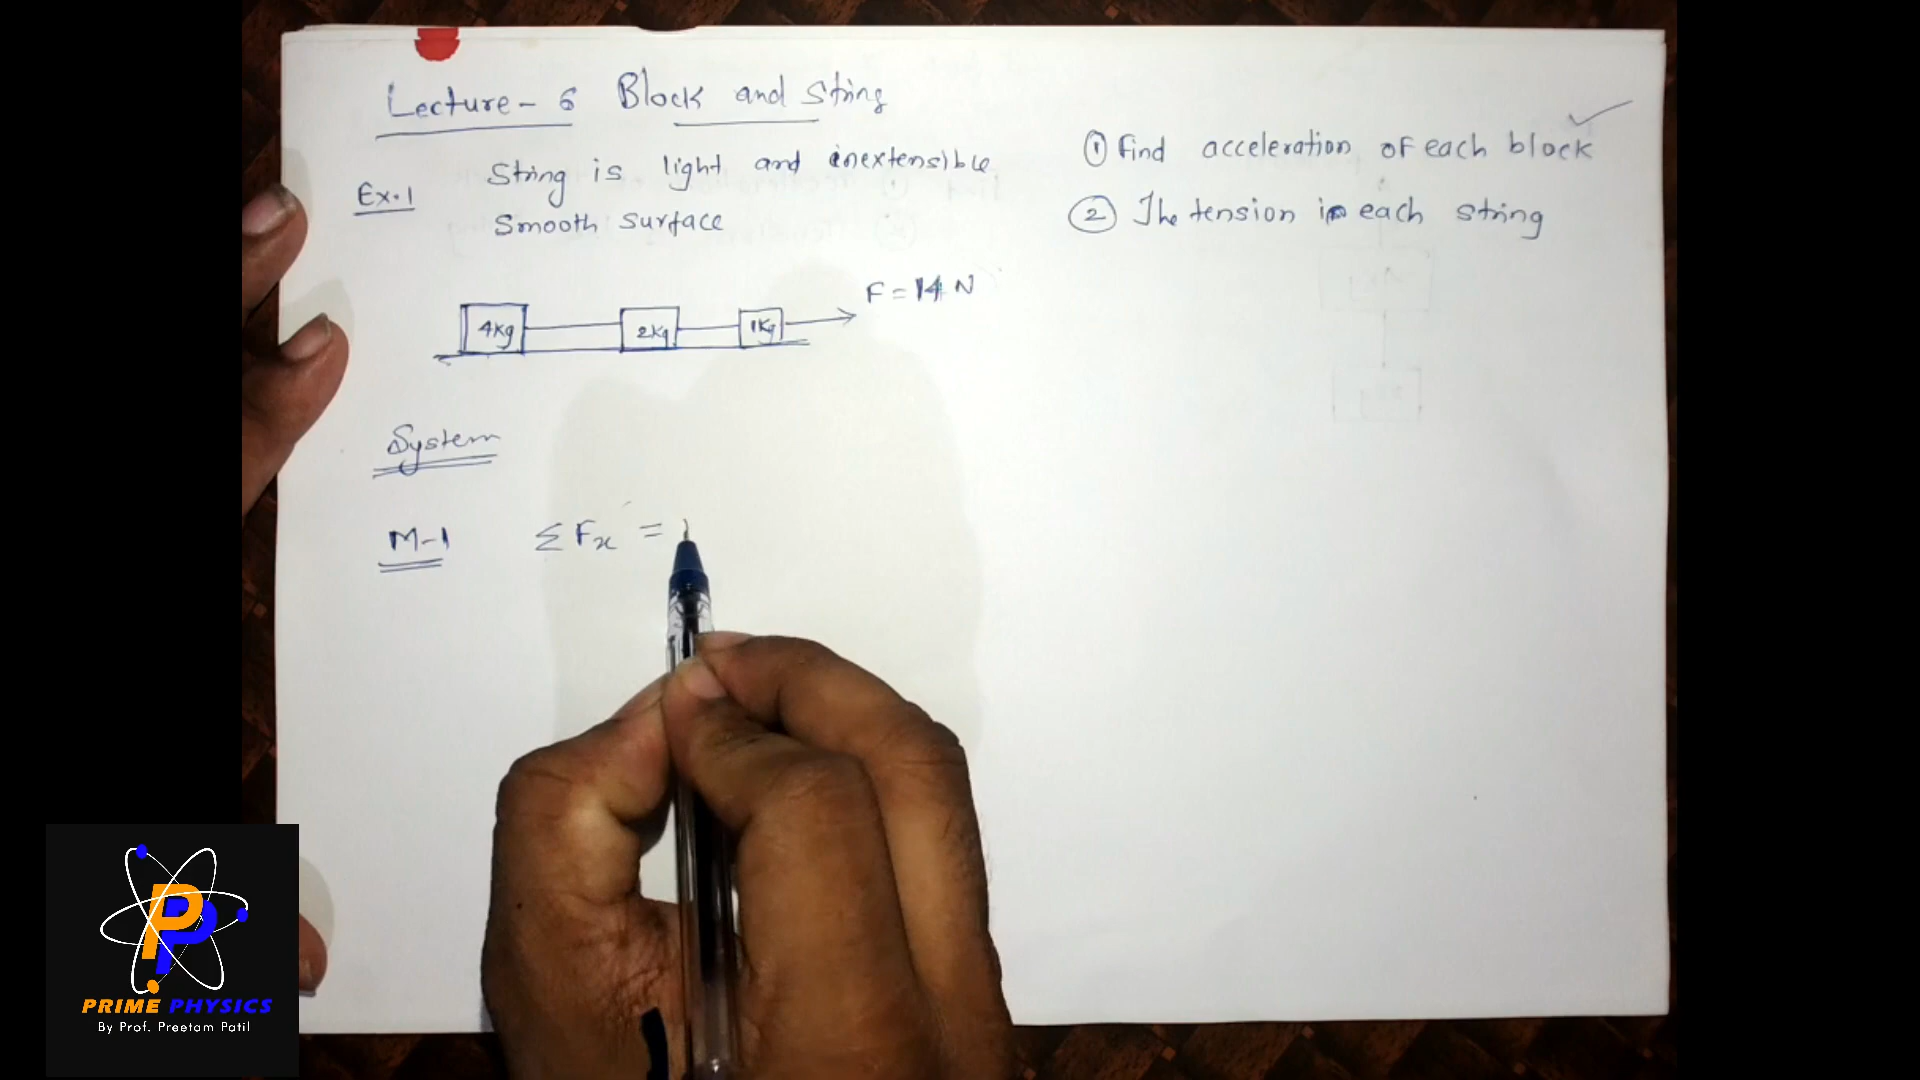 Lecture - 6 Block and String
Ex.1
String is light and inextensible
Smooth surface
① Find acceleration of each block
② The tension in each string
F = 14 N
4kg 2kg 1kg
System
M-1 ΣFx =
PP
PRIME PHYSICS
By Prof. Preetam Patil